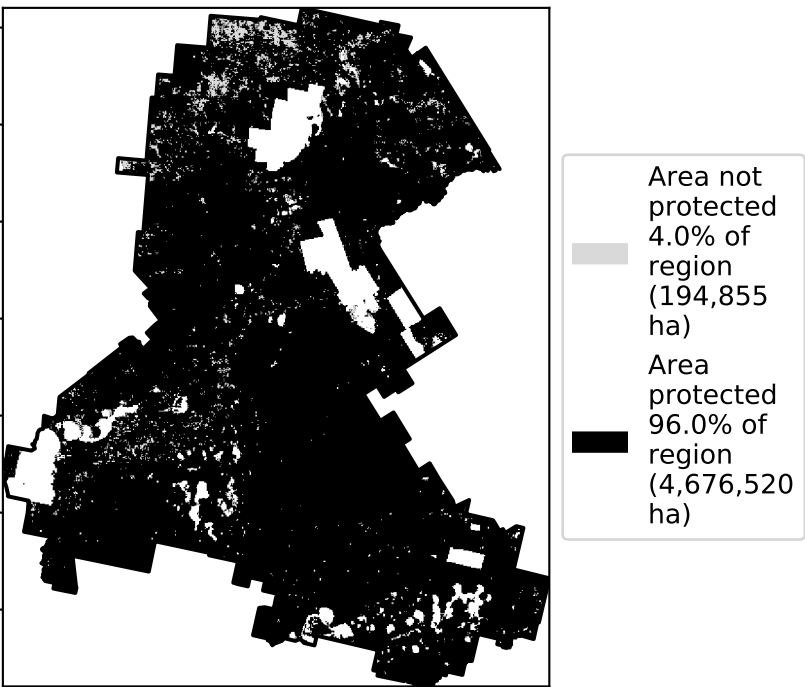 Area not
protected
4.0% of
region
(194,855
ha)
Area
protected
96.0% of
region
(4,676,520
ha)